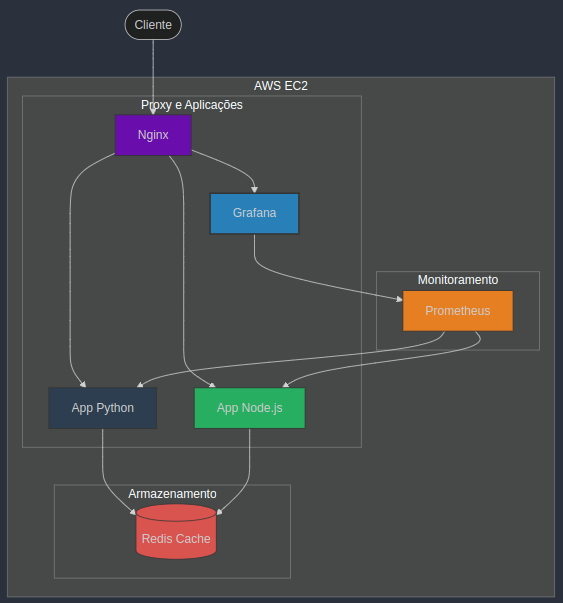 Cliente
AWS EC2
Proxy e Aplicações
Nginx
Grafana
Monitoramento
Prometheus
App Python
App Node.js
Armazenamento
Redis Cache